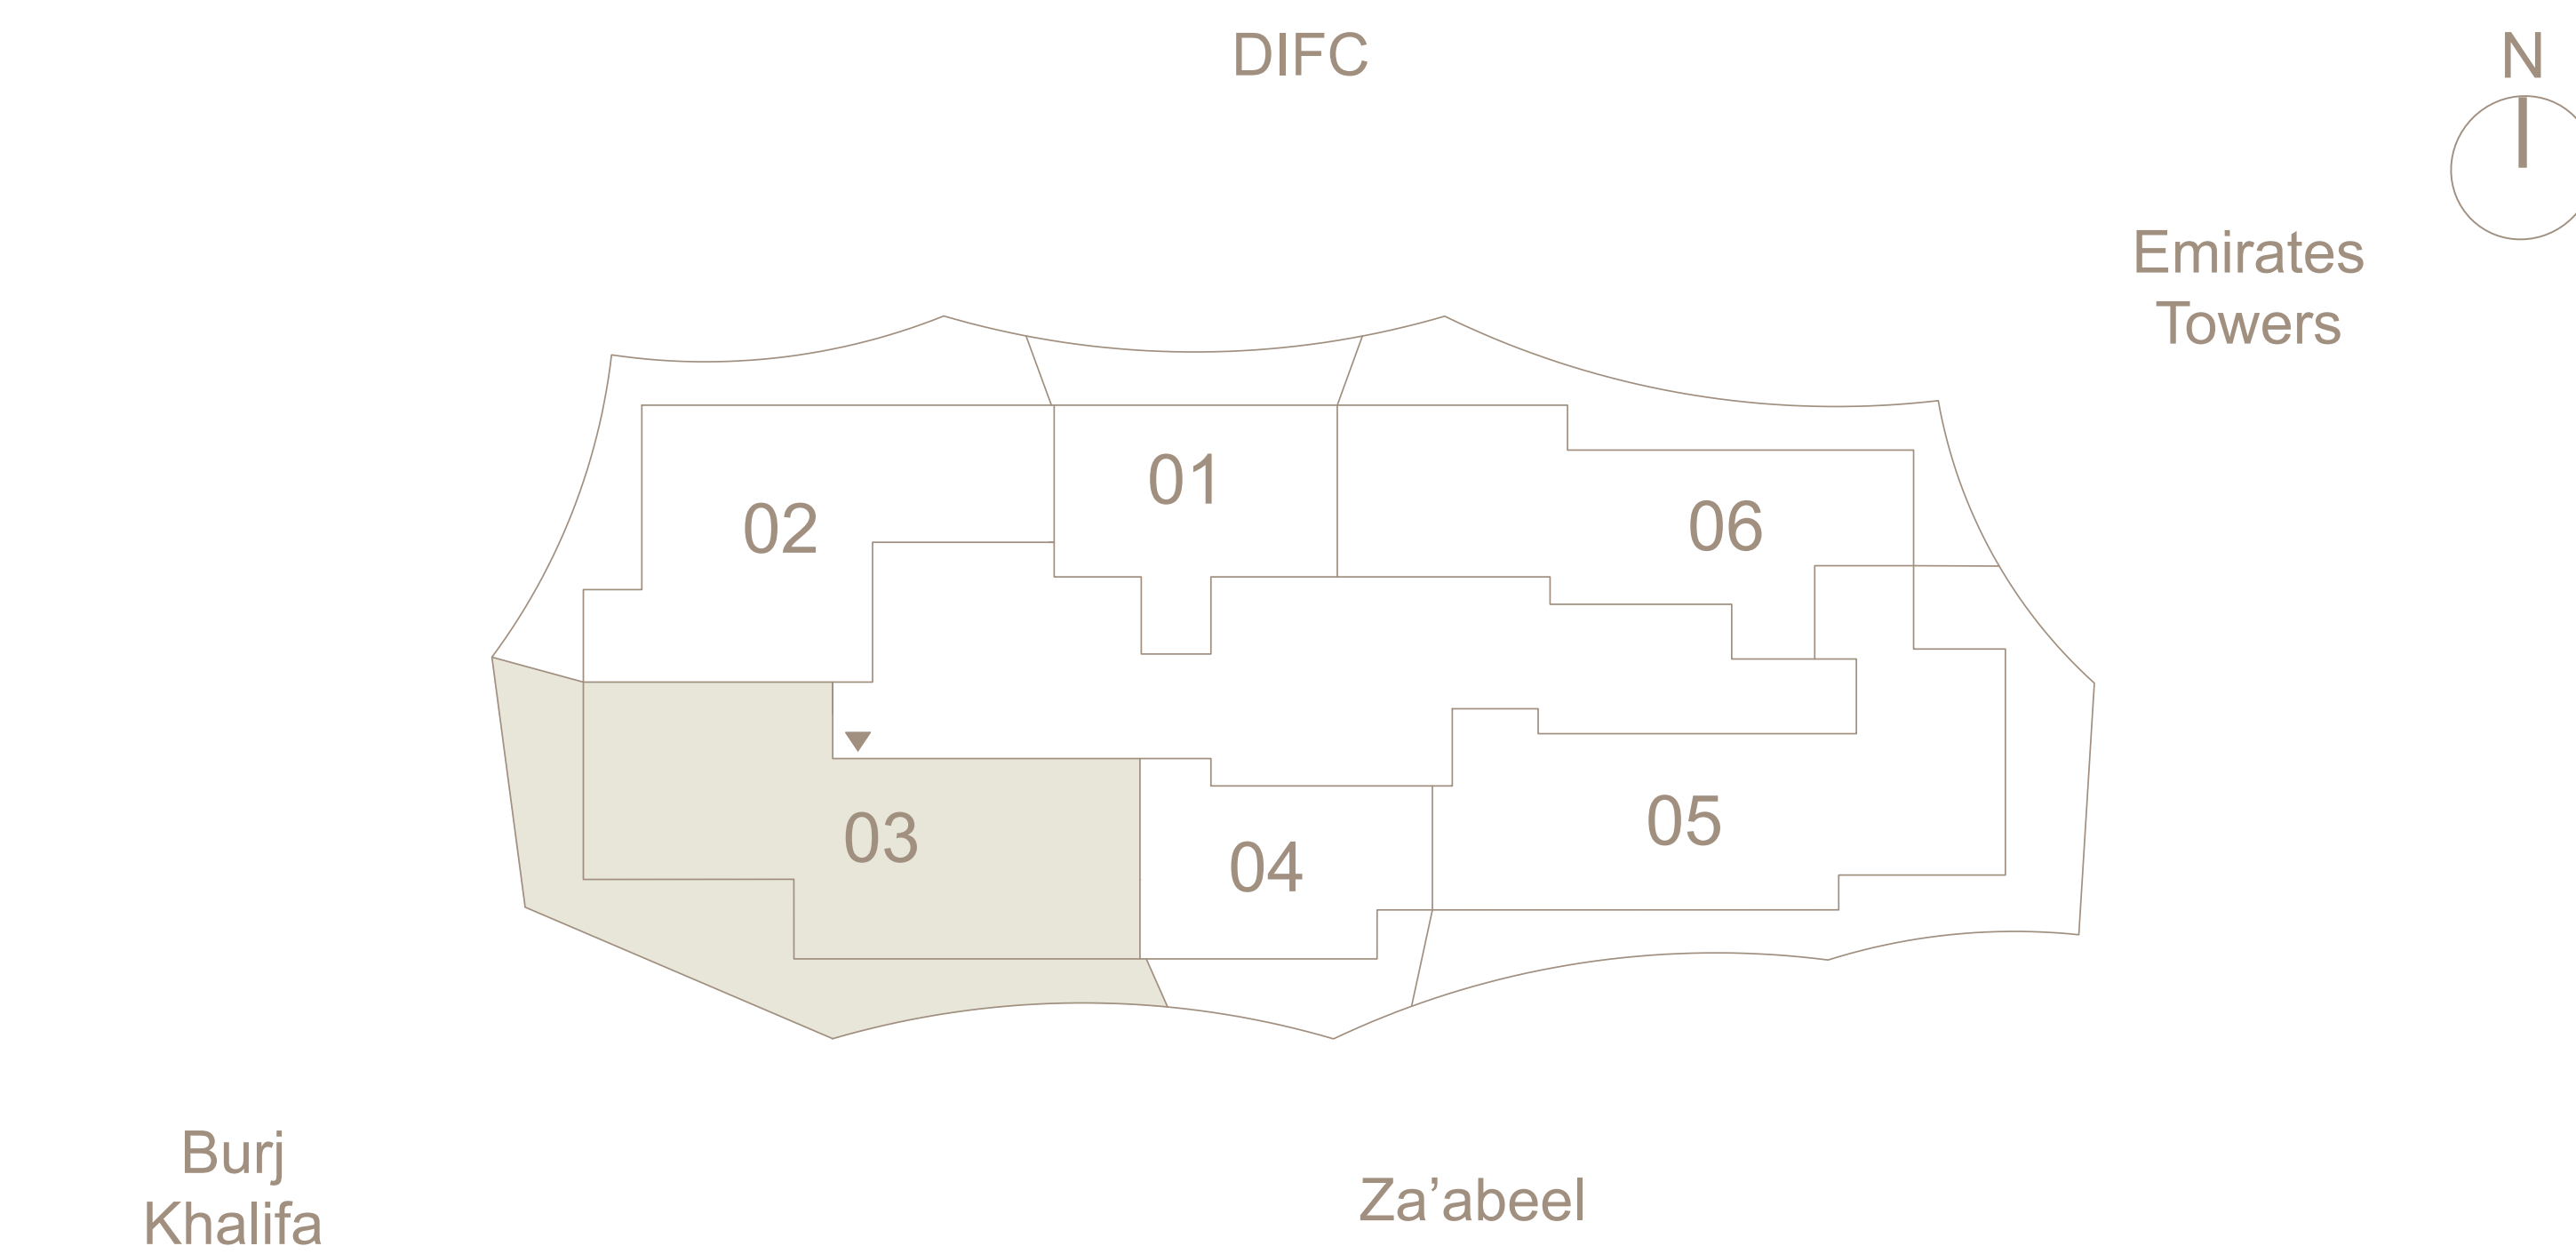 DIFC
N
Emirates
Towers
01
02
06
03
05
04
Burj
Khalifa
Za’abeel